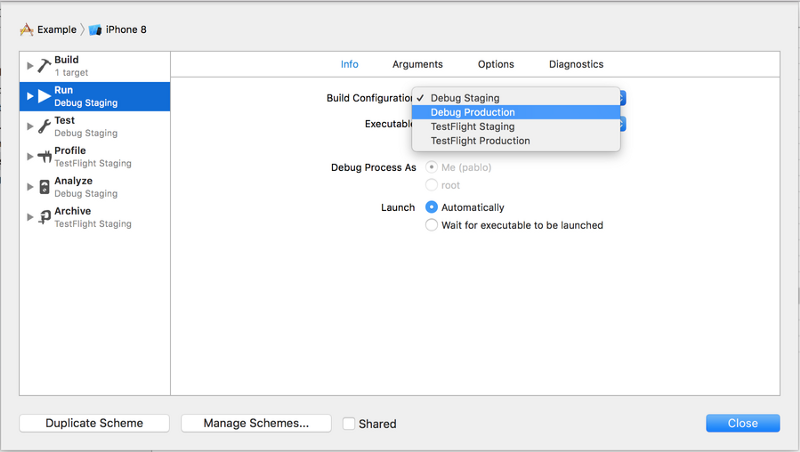 Example iPhone 8
Build
1 target
Run
Debug Staging
Test
Debug Staging
Profile
TestFlight Staging
Analyze
Debug Staging
Archive
TestFlight Staging
Info Arguments Options Diagnostics
Build Configuration Debug Staging
Debug Production
Executable TestFlight Staging
TestFlight Production
Debug Process As Me (pablo)
root
Launch Automatically
Wait for executable to be launched
Duplicate Scheme Manage Schemes... Shared Close